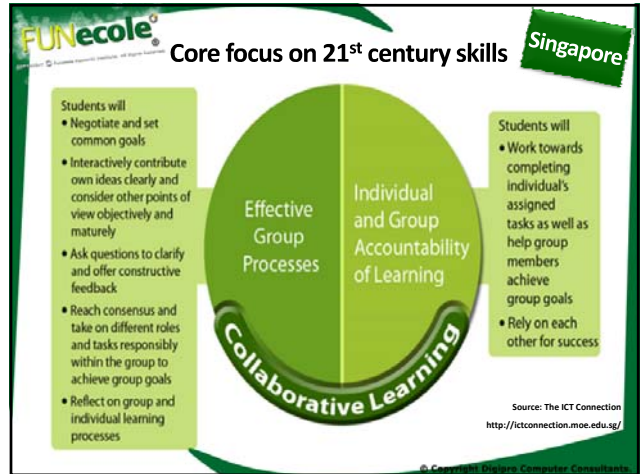 FUNecole®
Core focus on 21st century skills
Singapore
Students will
• Negotiate and set
common goals
• Interactively contribute
own ideas clearly and
consider other points of
view objectively and
maturely
• Ask questions to clarify
and offer constructive
feedback
• Reach consensus and
take on different roles
and tasks responsibly
within the group to
achieve group goals
• Reflect on group and
individual learning
processes
Effective
Group
Processes
Individual
and Group
Accountability
of Learning
Collaborative Learning
Students will
• Work towards
completing
individual's
assigned
tasks as well as
help group
members
achieve
group goals
• Rely on each
other for success
Source: The ICT Connection
http://ictconnection.moe.edu.sg/
© Copyright Digipro Computer Consultants.